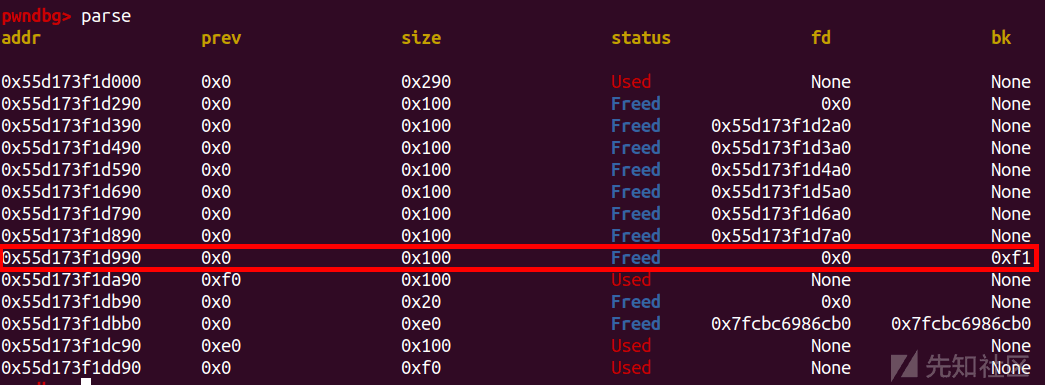 pwndbg> parse
addr prev size status fd bk
0x55d173f1d000 0x0 0x290 Used None None
0x55d173f1d290 0x0 0x100 Freed 0x0 None
0x55d173f1d390 0x0 0x100 Freed 0x55d173f1d2a0 None
0x55d173f1d490 0x0 0x100 Freed 0x55d173f1d3a0 None
0x55d173f1d590 0x0 0x100 Freed 0x55d173f1d4a0 None
0x55d173f1d690 0x0 0x100 Freed 0x55d173f1d5a0 None
0x55d173f1d790 0x0 0x100 Freed 0x55d173f1d6a0 None
0x55d173f1d890 0x0 0x100 Freed 0x55d173f1d7a0 None
0x55d173f1d990 0x0 0x100 Freed 0x0 0xf1
0x55d173f1da90 0xf0 0x100 Used None None
0x55d173f1db90 0x0 0x20 Freed 0x0 None
0x55d173f1dbb0 0x0 0xe0 Freed 0x7fcbc6986cb0 0x7fcbc6986cb0
0x55d173f1dc90 0xe0 0x100 Used None None
0x55d173f1dd90 0x0 0xf0 Used None None
先知社区